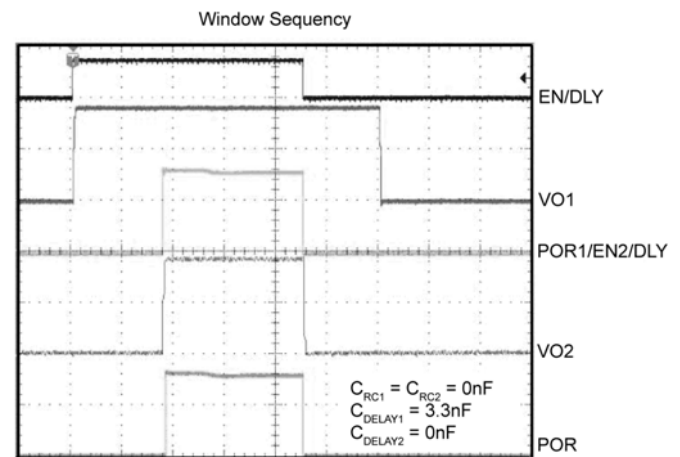 Window Sequency
EN/DLY
VO1
POR1/EN2/DLY
VO2
C_RC1 = C_RC2 = 0nF
C_DELAY1 = 3.3nF
C_DELAY2 = 0nF
POR